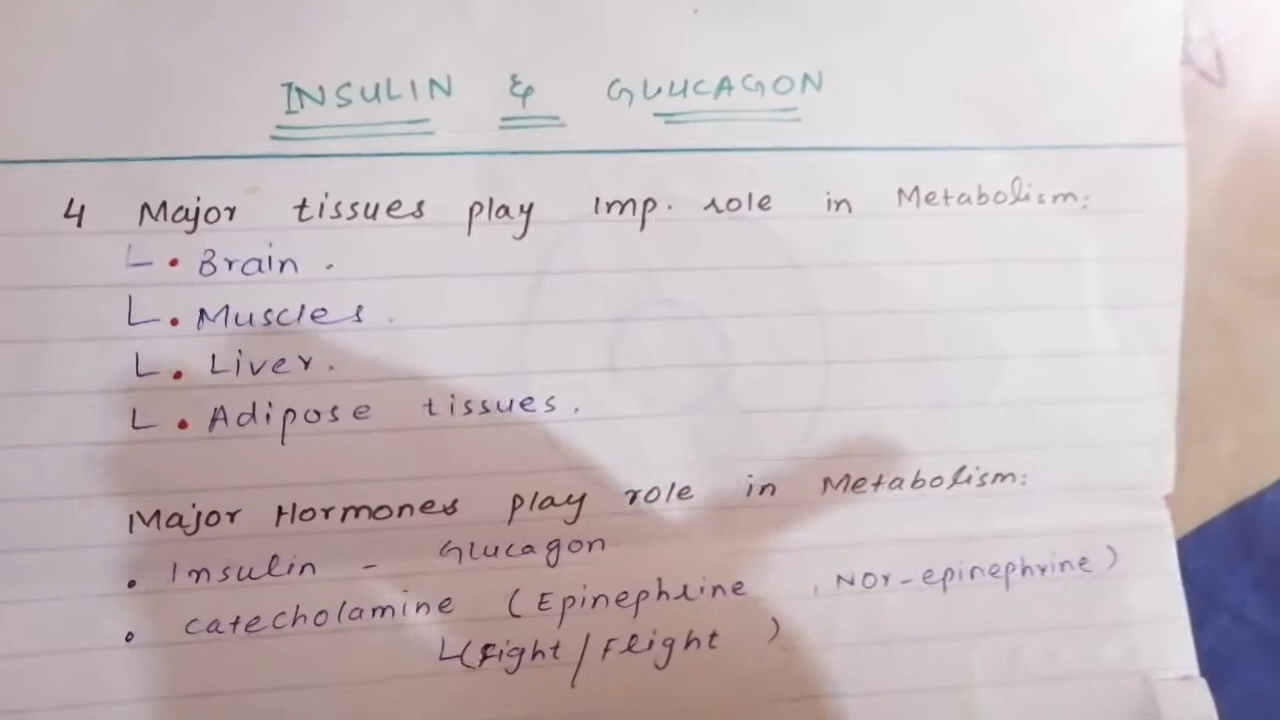 INSULIN & GLUCAGON
4 Major tissues play Imp. role in Metabolism:
• Brain.
• Muscles.
• Liver.
• Adipose tissues.
Major Hormones play role in Metabolism:
• Insulin - Glucagon
• catecholamine (Epinephrine, Nor-epinephrine)
(Fight/Flight)